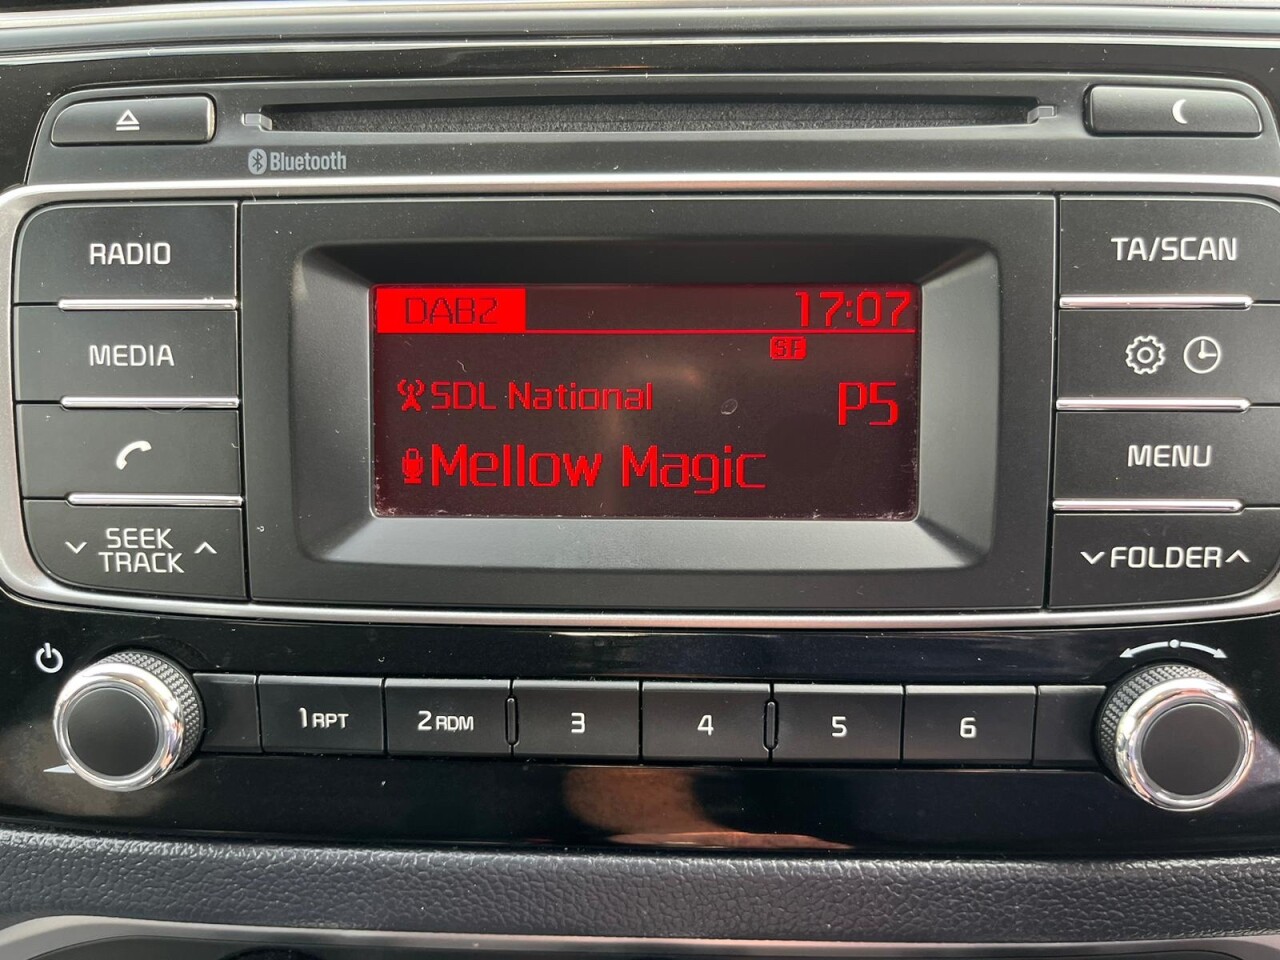 Bluetooth
RADIO
MEDIA
SEEK
TRACK
DAB2
17:07
SF
SDL National
P5
Mellow Magic
TA/SCAN
MENU
FOLDER
1 RPT
2 RDM
3
4
5
6